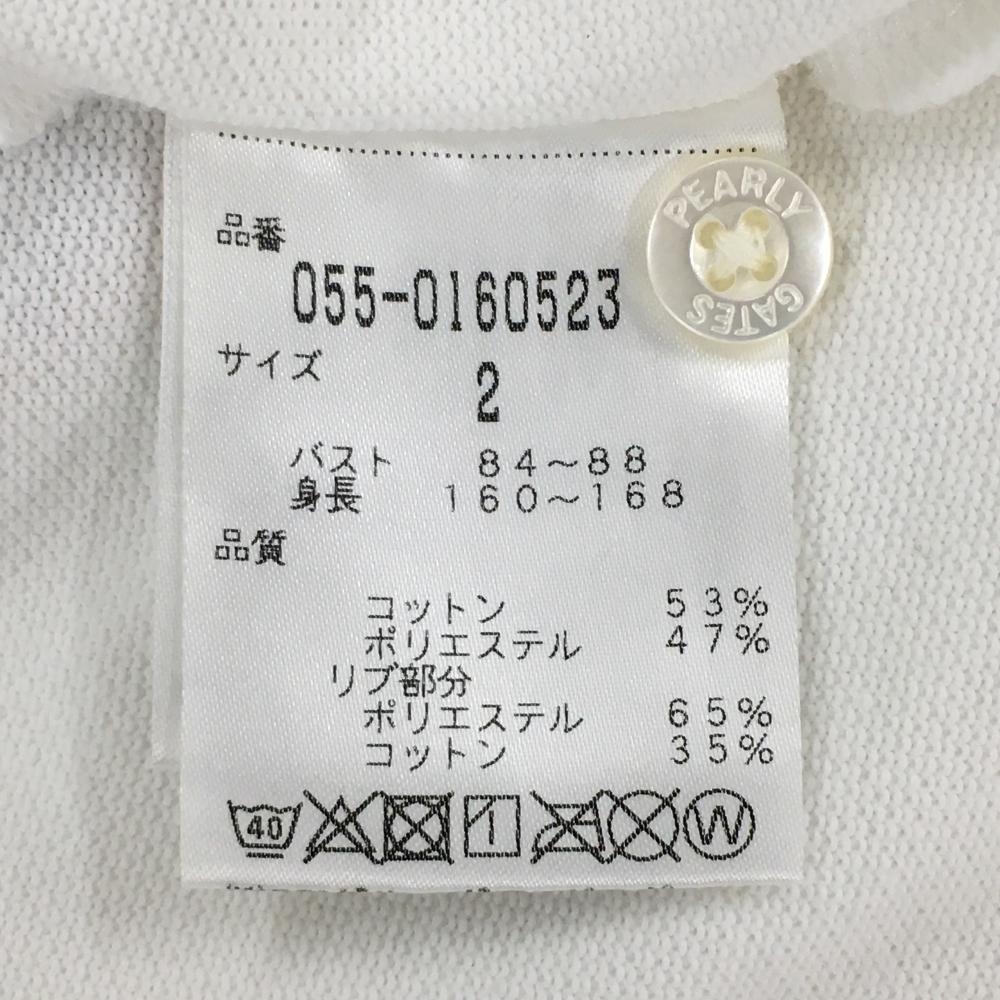 PEARLY GATES
品番
055-0160523
サイズ
2
バスト 84～88
身長 160～168
品質
コットン 53%
ポリエステル 47%
リブ部分
ポリエステル 65%
コットン 35%
40 W